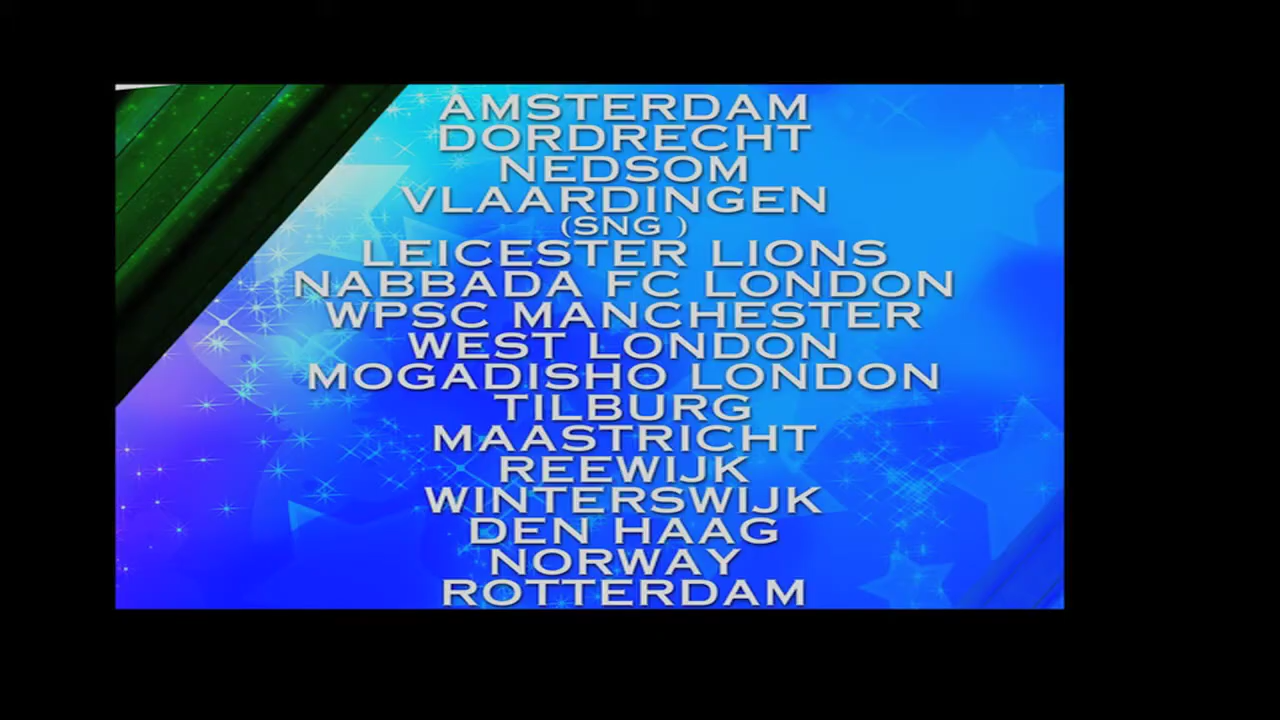 AMSTERDAM
DORDRECHT
NEDSOM
VLAARDINGEN
(SNG )
LEICESTER LIONS
NABBADA FC LONDON
WPSC MANCHESTER
WEST LONDON
MOGADISHO LONDON
TILBURG
MAASTRICHT
REEWIJK
WINTERSWIJK
DEN HAAG
NORWAY
ROTTERDAM